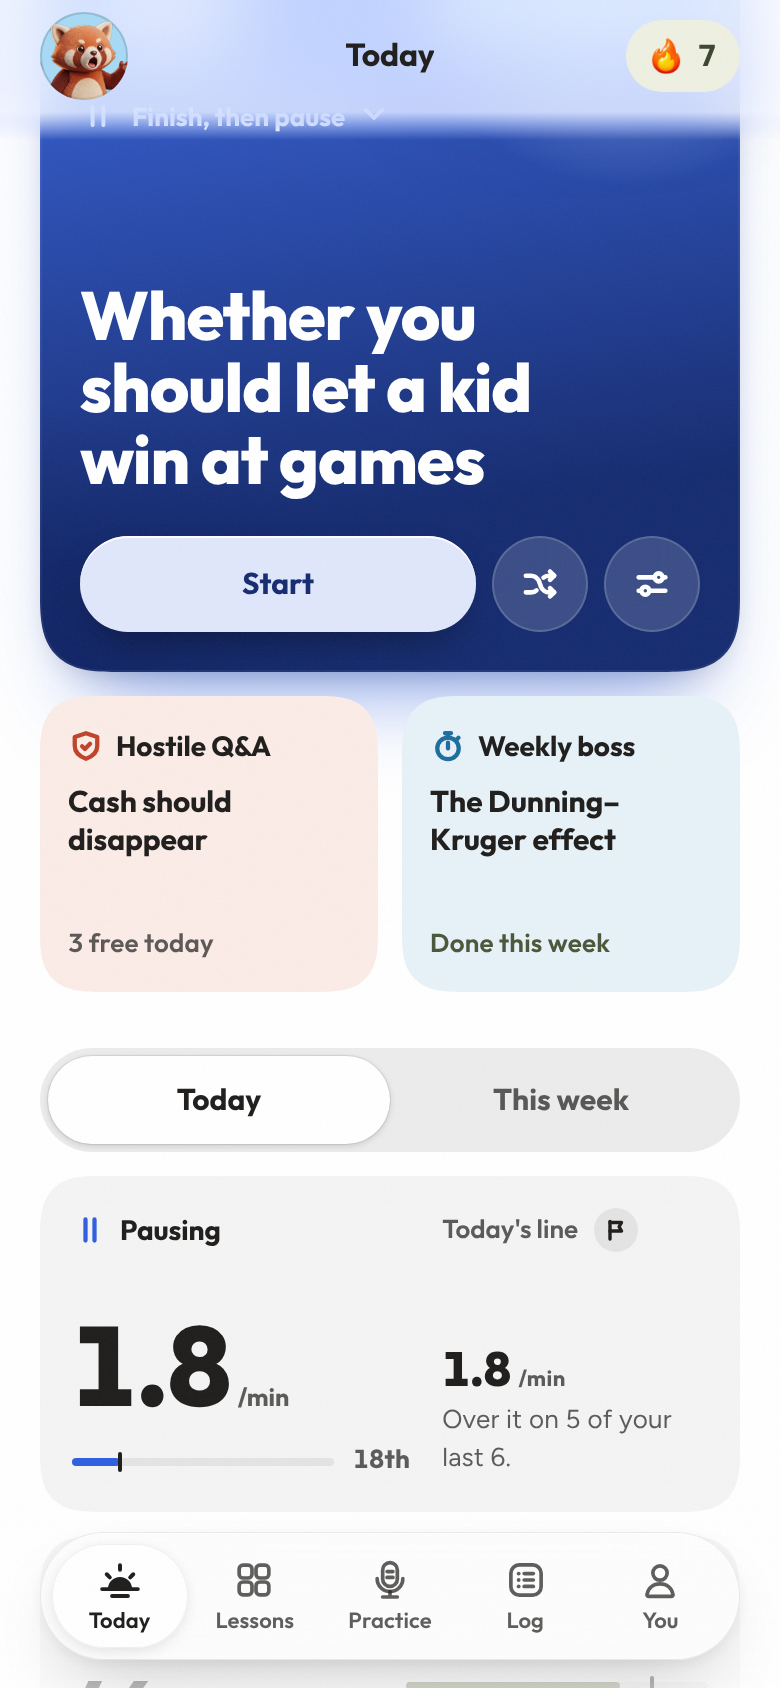 Today
7
Finish, then pause
Whether you
should let a kid
win at games
Start
Hostile Q&A
Cash should
disappear
3 free today
Weekly boss
The Dunning–
Kruger effect
Done this week
Today
This week
Pausing
1.8 /min
18th
Today's line
1.8 /min
Over it on 5 of your
last 6.
Today
Lessons
Practice
Log
You